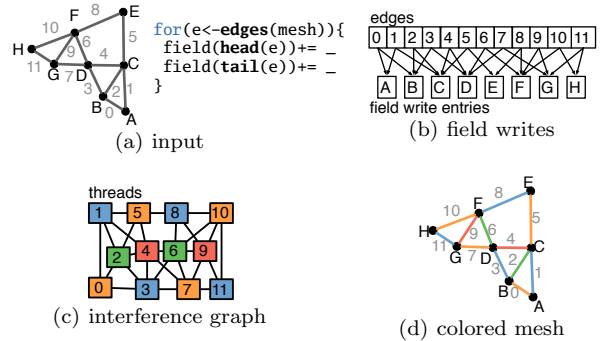 E
8
F
10
H
6
5
9
4
11
7
G
D
C
3
2
1
B
0
A
for(e<-edges(mesh)){
field(head(e))+= _
field(tail(e))+= _
}
(a) input
edges
0 1 2 3 4 5 6 7 8 9 10 11
A B C D E F G H
field write entries
(b) field writes
threads
1 5 8 10
2 4 6 9
0 3 7 11
(c) interference graph
E
8
F
10
5
H
9
6
4
11
G
7
D
C
3
2
1
B
0
A
(d) colored mesh